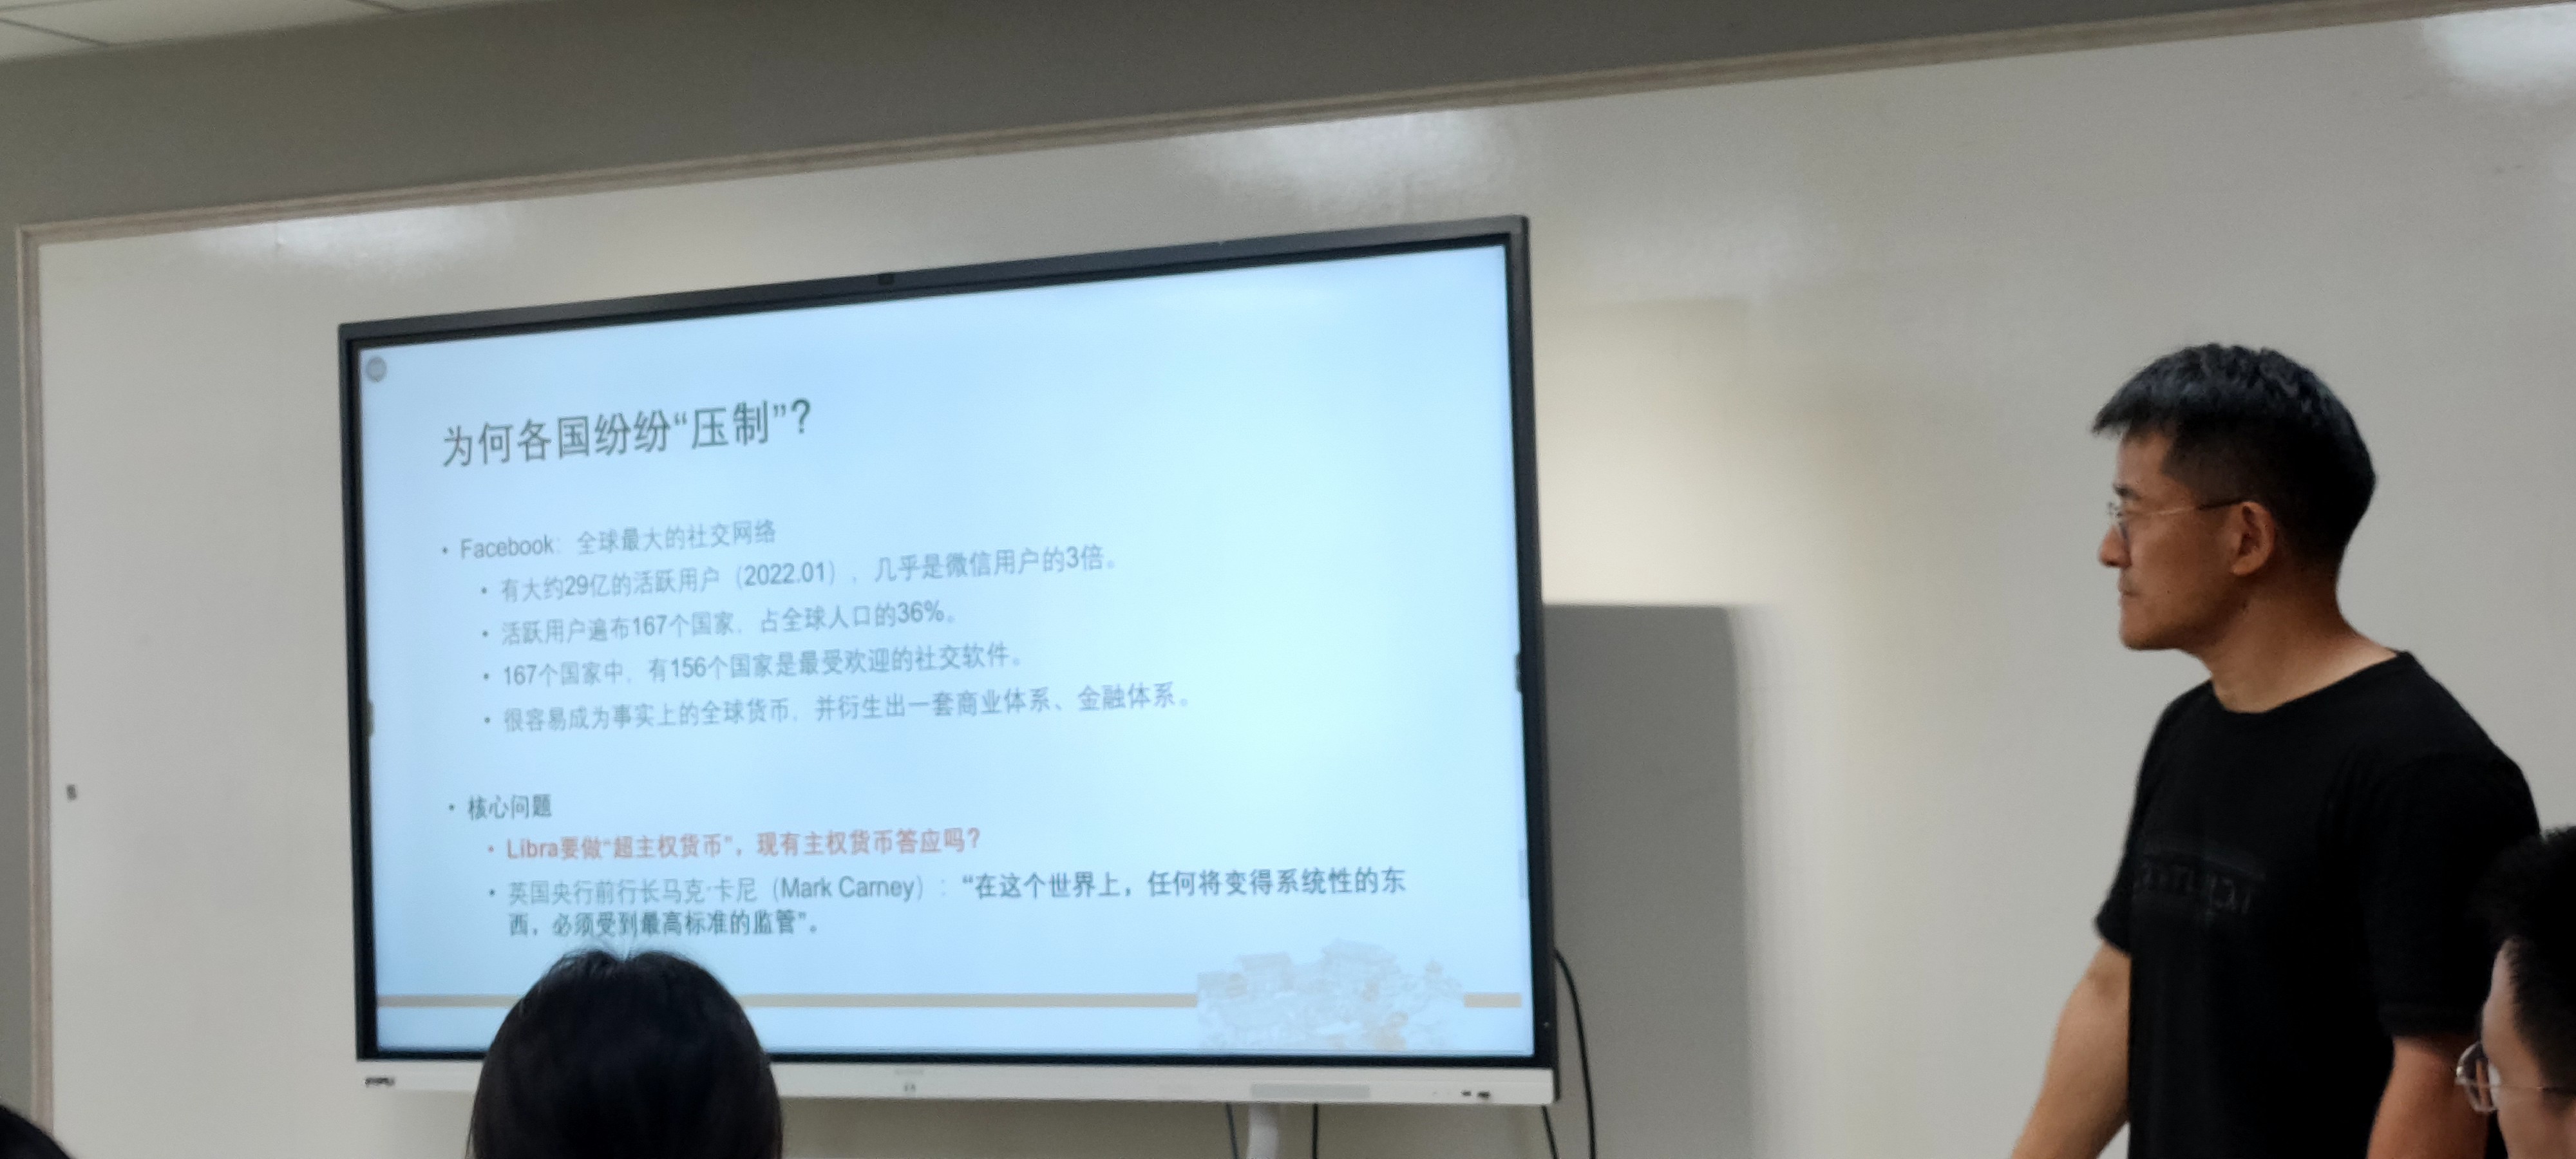 为何各国纷纷“压制”？
• Facebook：全球最大的社交网络
• 有大约29亿的活跃用户（2022.01），几乎是微信用户的3倍。
• 活跃用户遍布167个国家，占全球人口的36%。
• 167个国家中，有156个国家是最受欢迎的社交软件。
• 很容易成为事实上的全球货币，并衍生出一套商业体系、金融体系。
• 核心问题
• Libra要做“超主权货币”，现有主权货币答应吗？
• 英国央行前行长马克·卡尼（Mark Carney）：“在这个世界上，任何将变得系统性的东
西，必须受到最高标准的监管”。